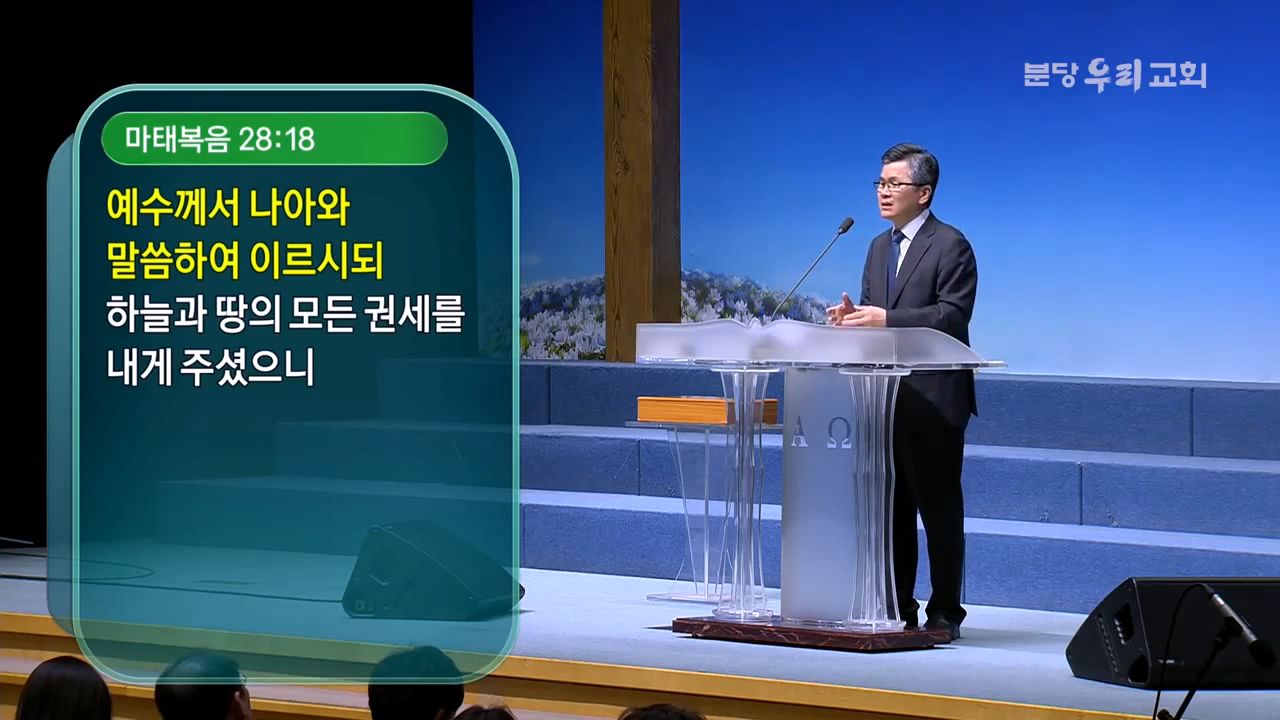 분당우리교회
마태복음 28:18
예수께서 나아와
말씀하여 이르시되
하늘과 땅의 모든 권세를
내게 주셨으니
Α Ω